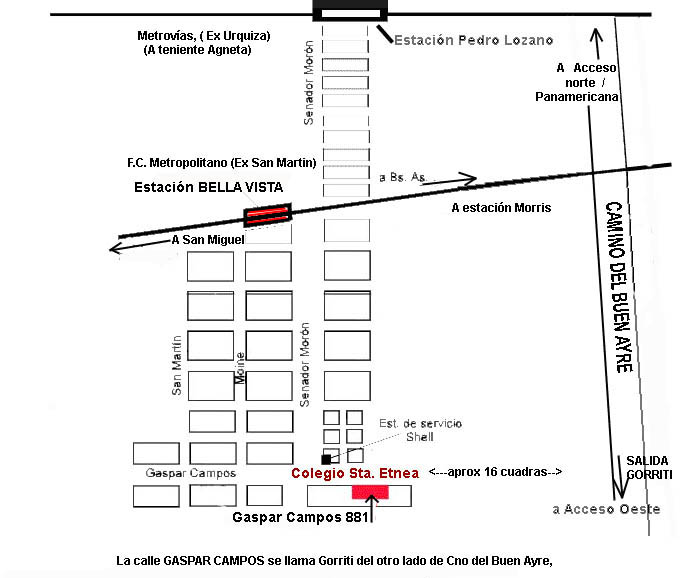 Metrovías, ( Ex Urquiza)
(A teniente Agneta)
Estación Pedro Lozano
Senador Morón
A Acceso
norte /
Panamericana
F.C. Metropolitano (Ex San Martín)
Estación BELLA VISTA
a Bs. As.
A estación Morris
A San Miguel
CAMINO DEL BUEN AYRE
San Martín
Moine
Senador Morón
Est. de servicio
Shell
Gaspar Campos
Colegio Sta. Etnea
<---aprox 16 cuadras-->
SALIDA
GORRITI
a Acceso Oeste
Gaspar Campos 881
La calle GASPAR CAMPOS se llama Gorriti del otro lado de Cno del Buen Ayre,